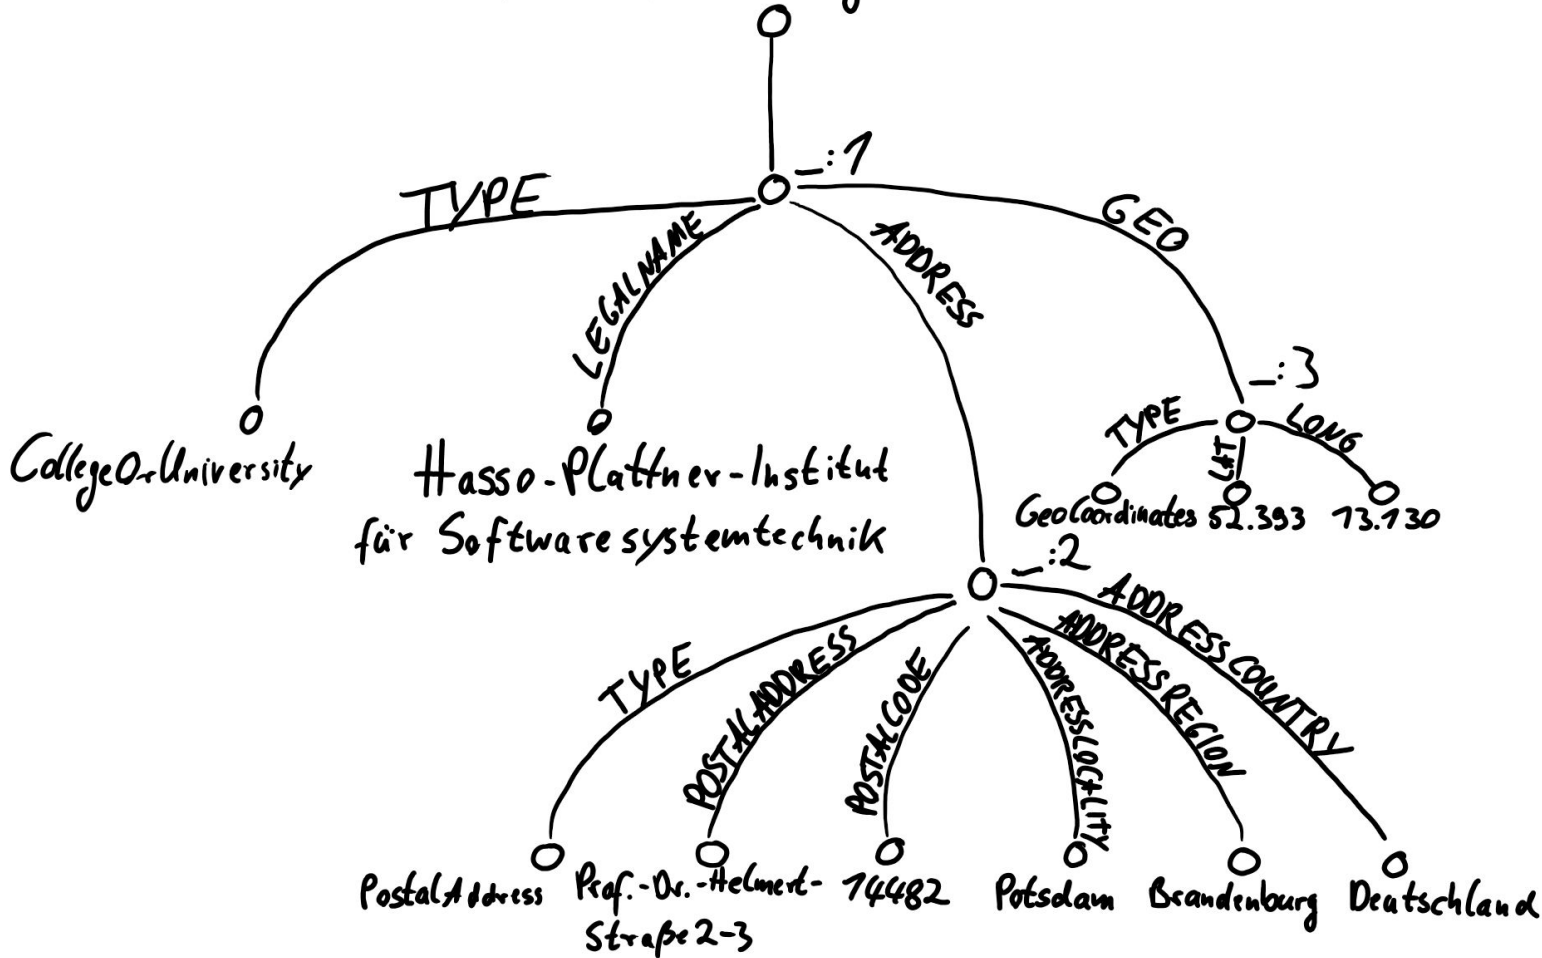 _:1
TYPE
LEGALNAME
ADDRESS
GEO
CollegeOrUniversity
Hasso-Plattner-Institut
für Softwaresystemtechnik
_:3
TYPE
LAT
LONG
GeoCoordinates
52.393
13.130
_:2
TYPE
POSTALADDRESS
POSTALCODE
ADDRESSLOCALITY
ADDRESSREGION
ADDRESSCOUNTRY
PostalAddress
Prof.-Dr.-Helmert-
Straße 2-3
14482
Potsdam
Brandenburg
Deutschland